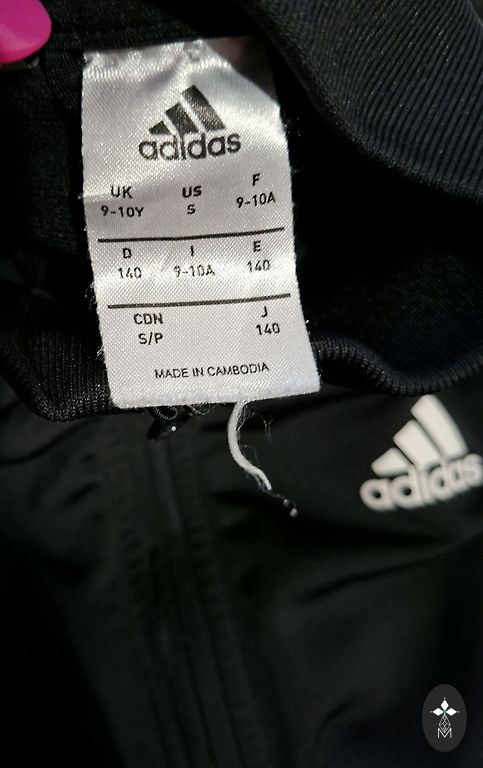 adidas
UK US F
9-10Y S 9-10A
D I E
140 9-10A 140
CDN J
S/P 140
MADE IN CAMBODIA
adidas
M